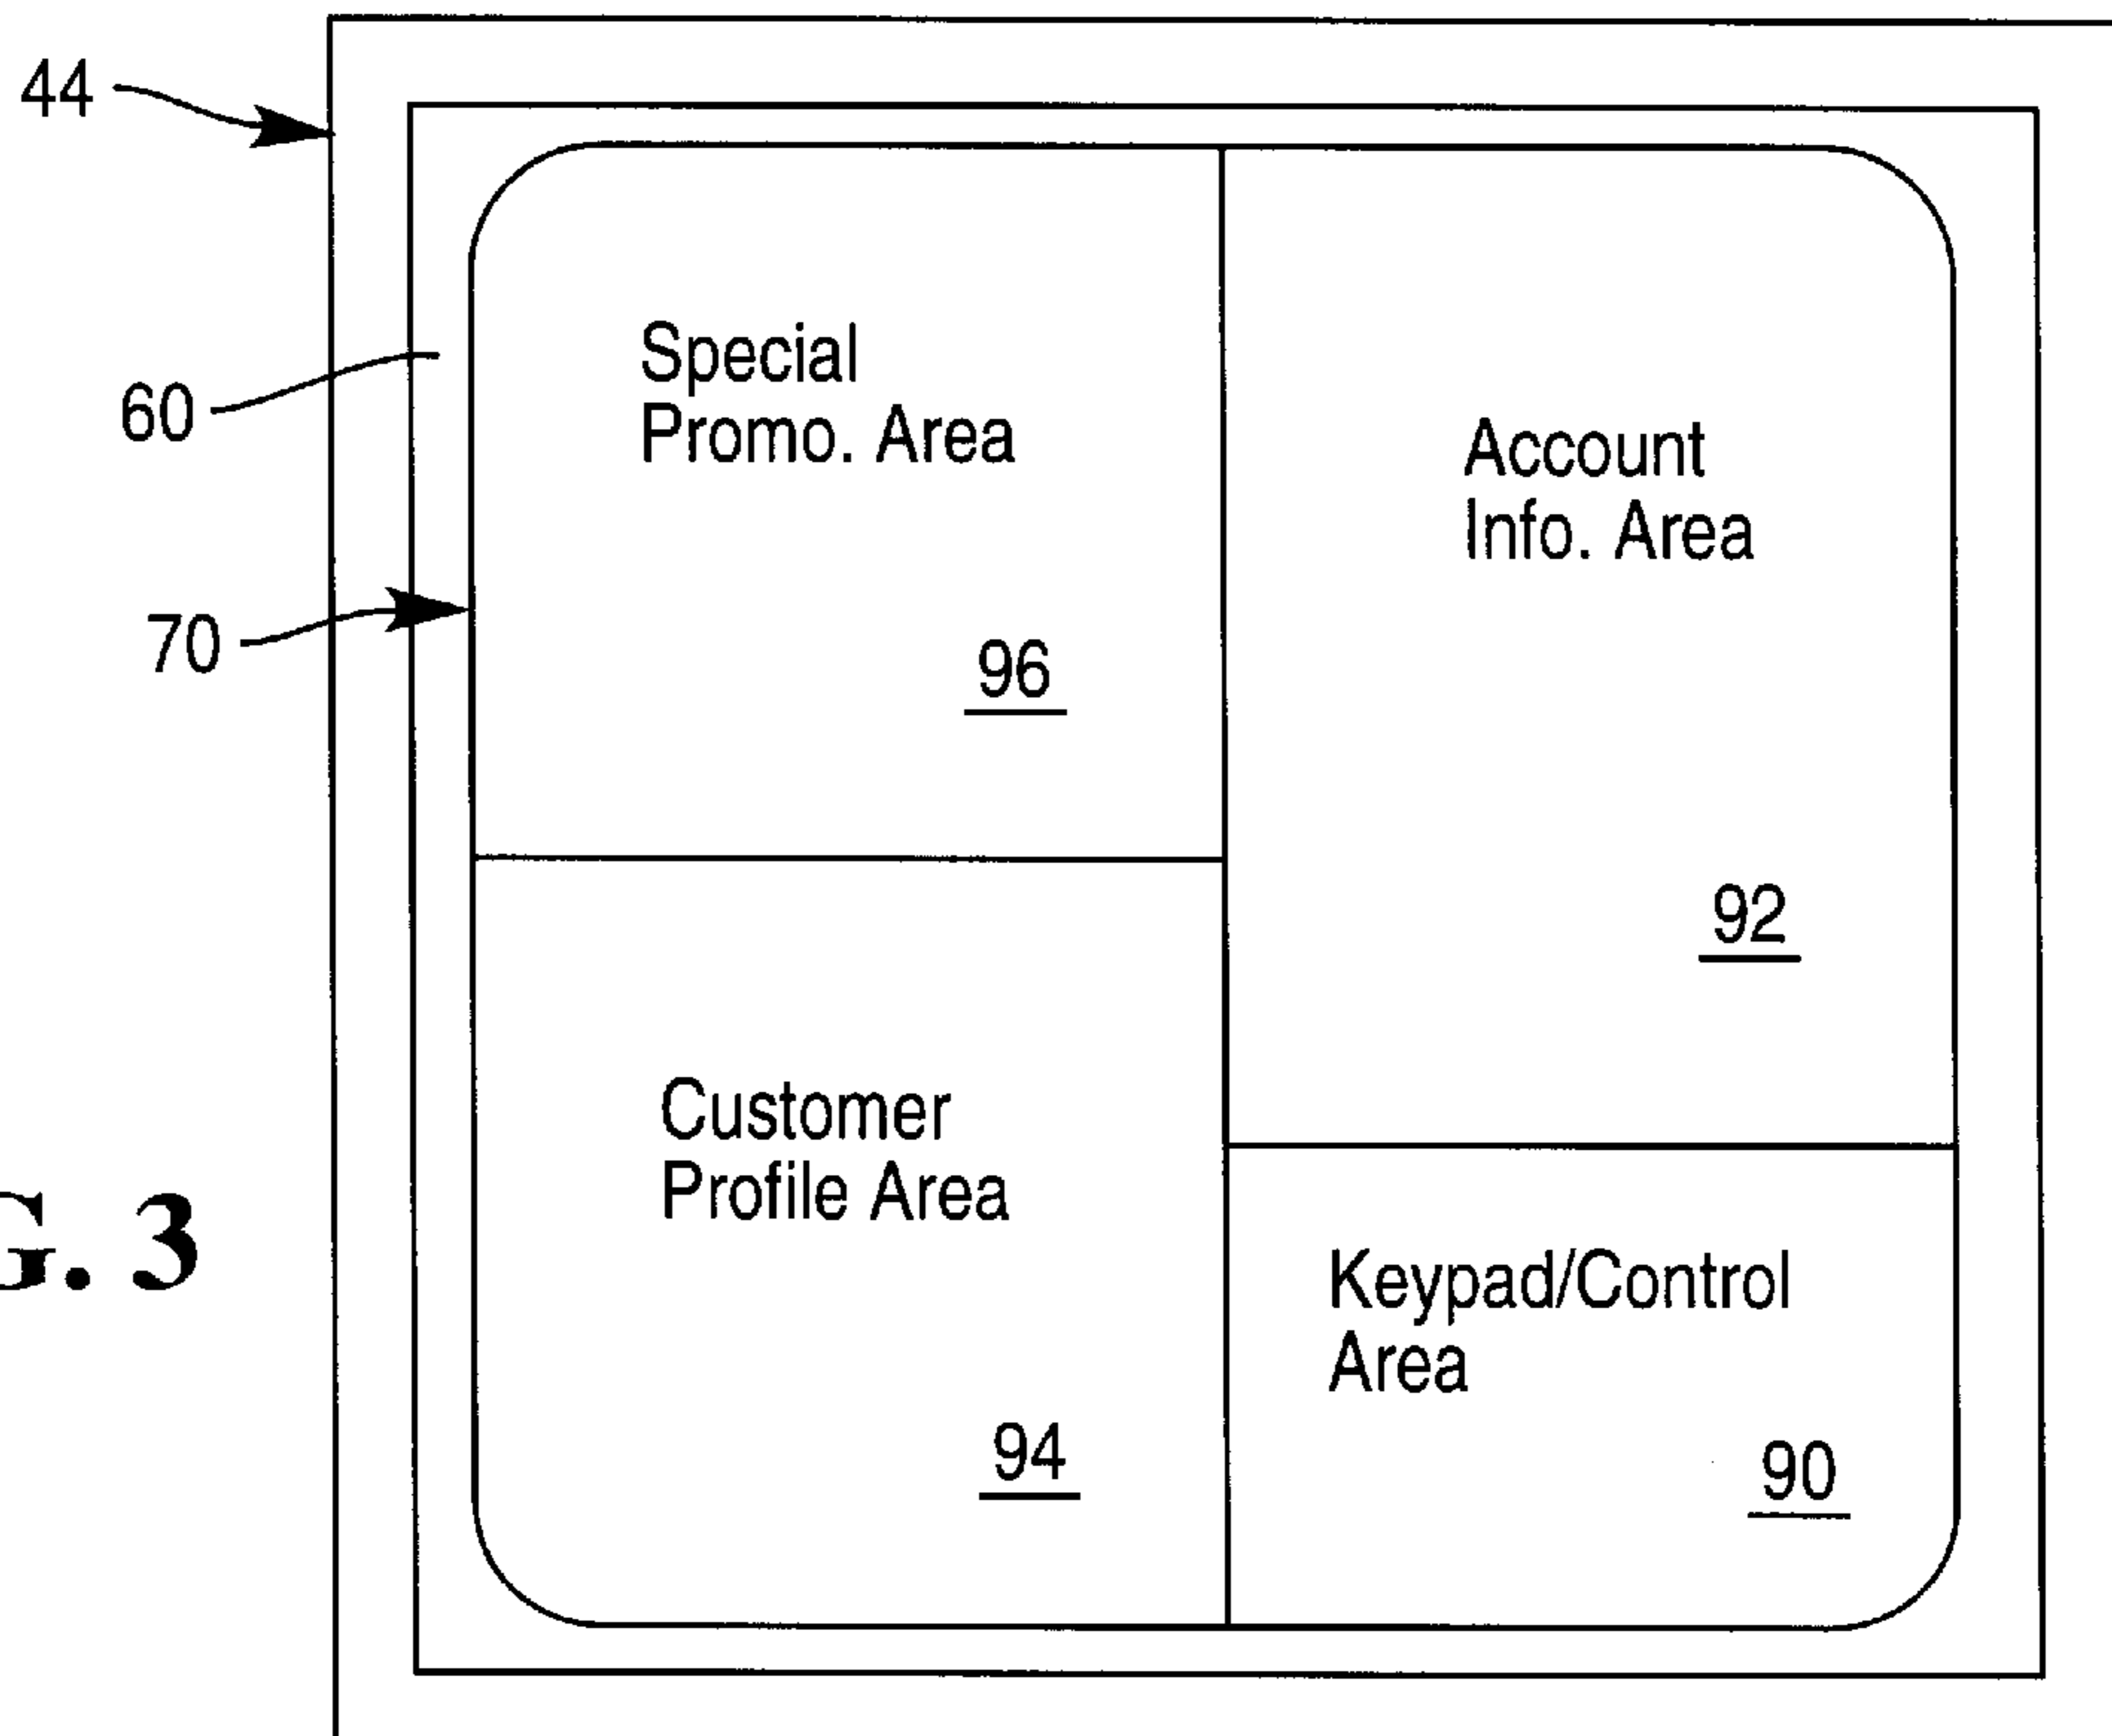 44
60
70
Special
Promo. Area
96
Account
Info. Area
92
Customer
Profile Area
94
Keypad/Control
Area
90
G. 3